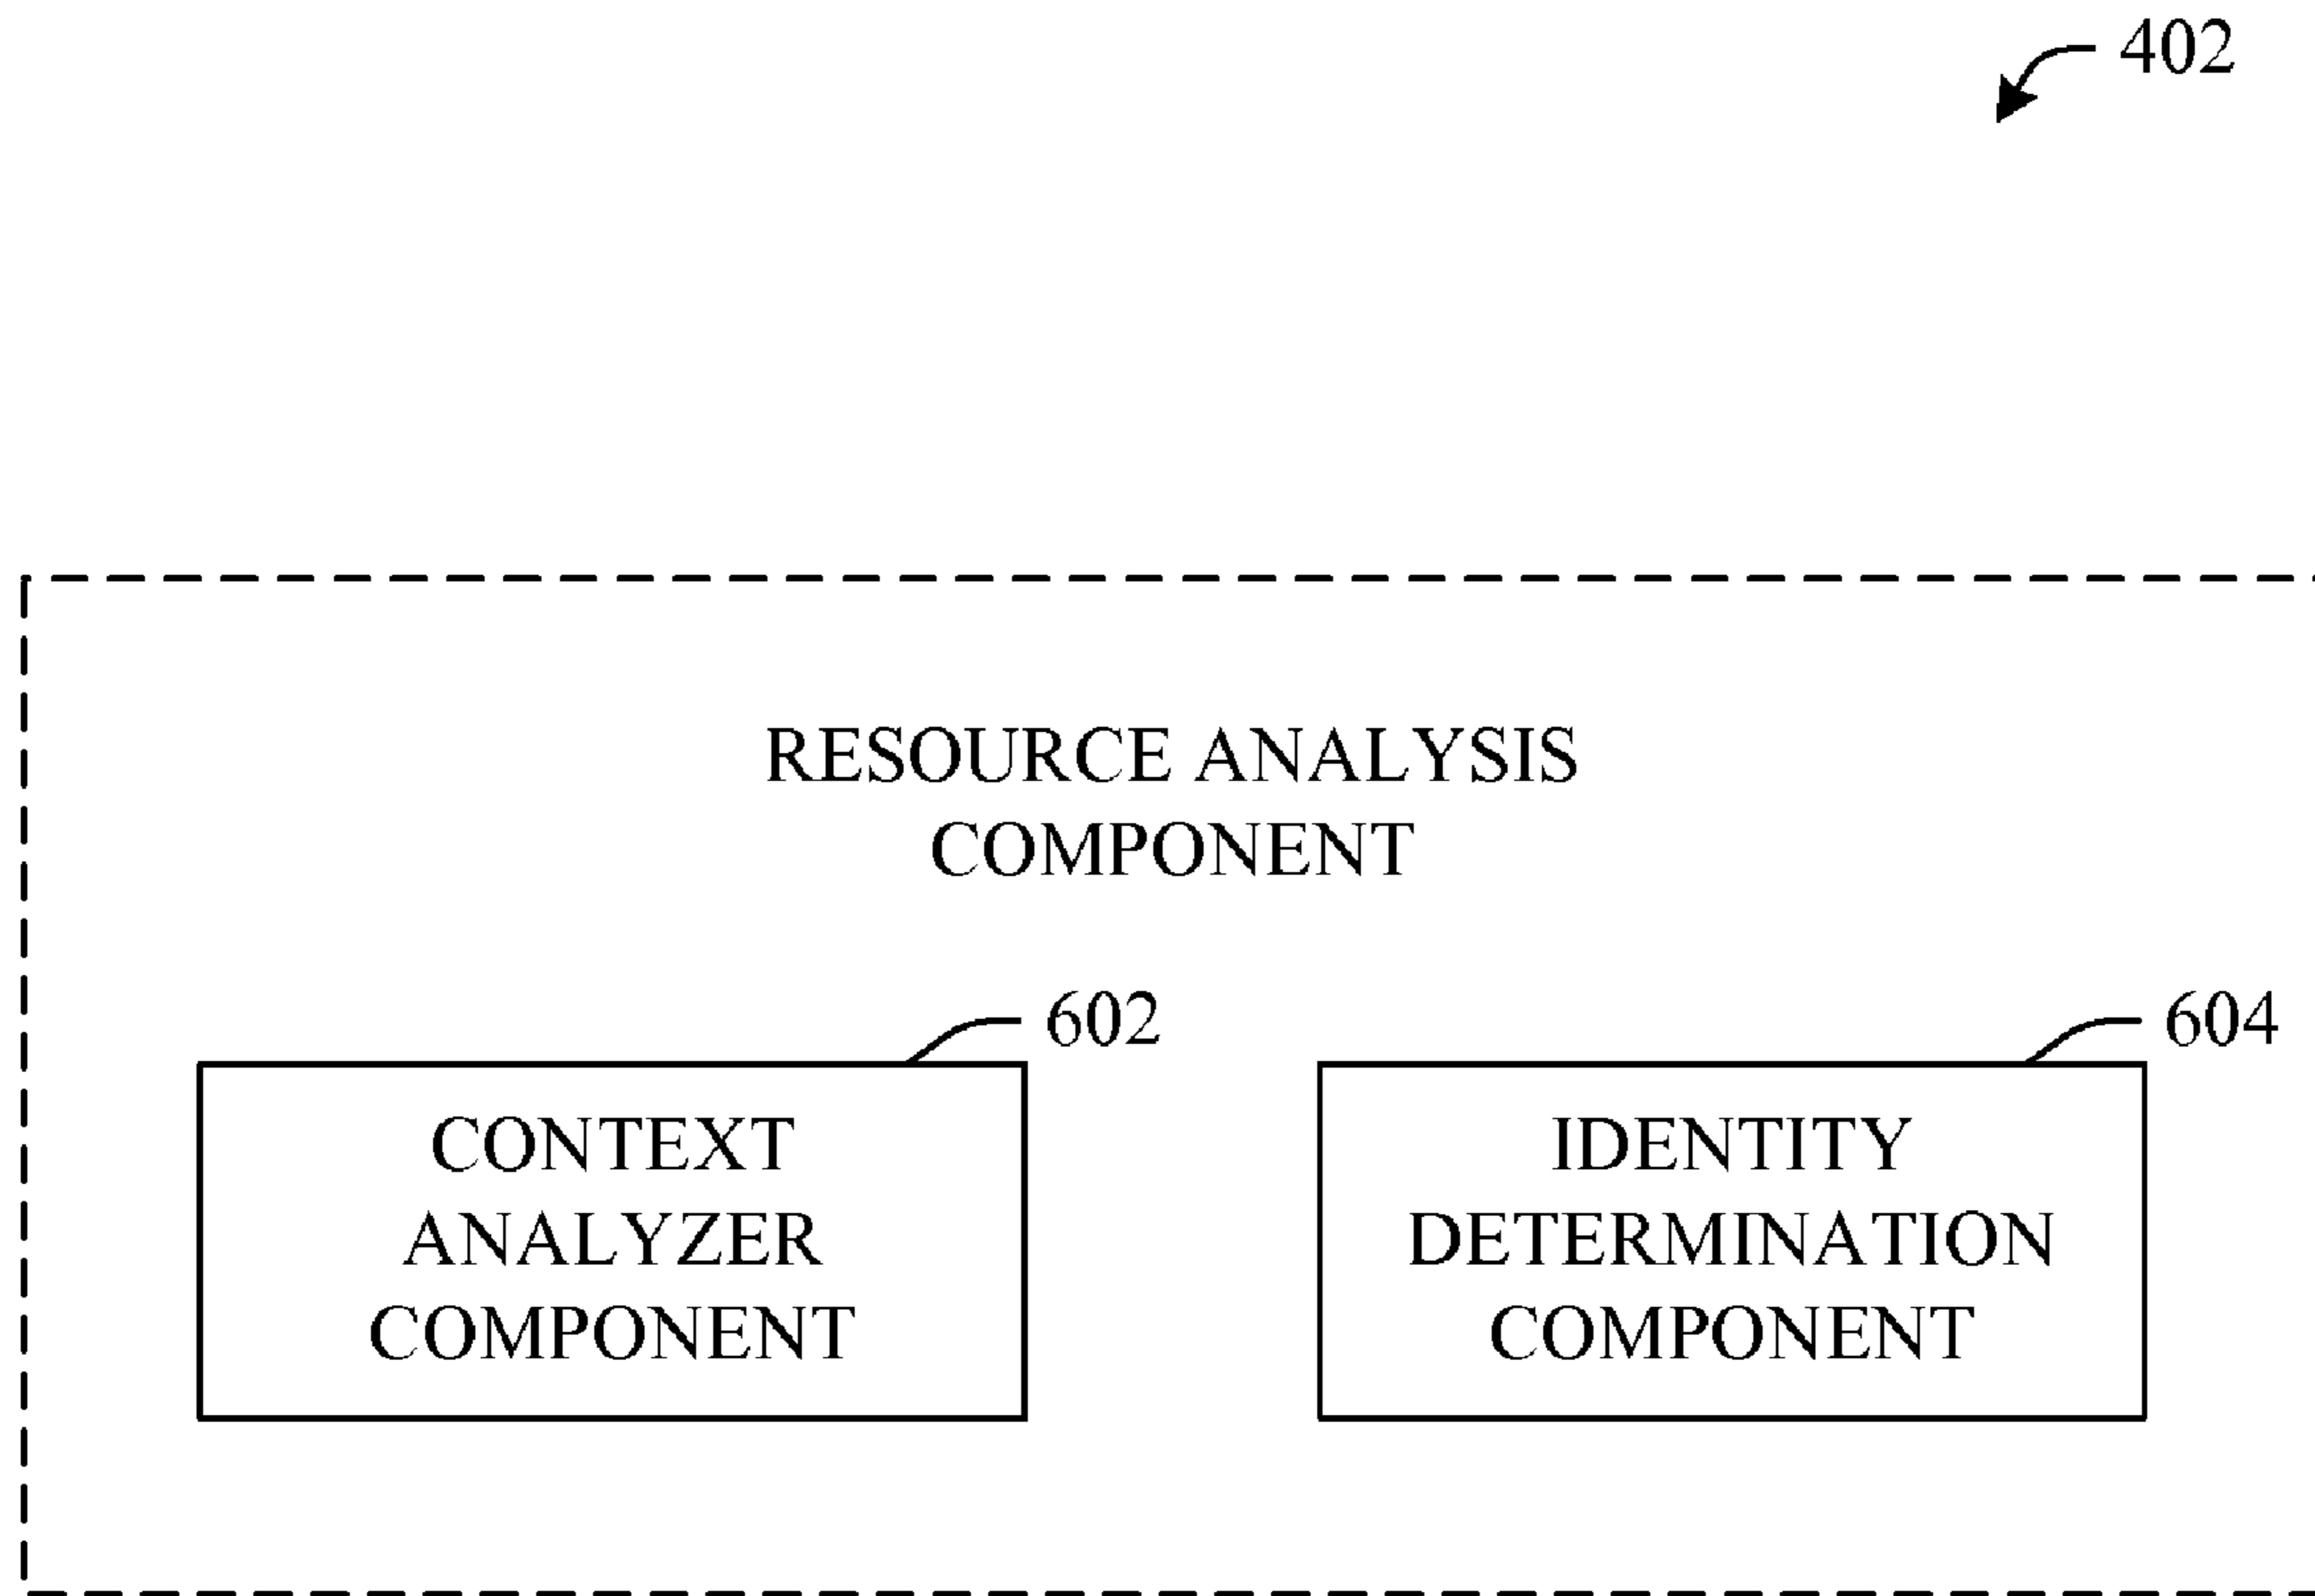 402
RESOURCE ANALYSIS
COMPONENT
602
CONTEXT
ANALYZER
COMPONENT
604
IDENTITY
DETERMINATION
COMPONENT